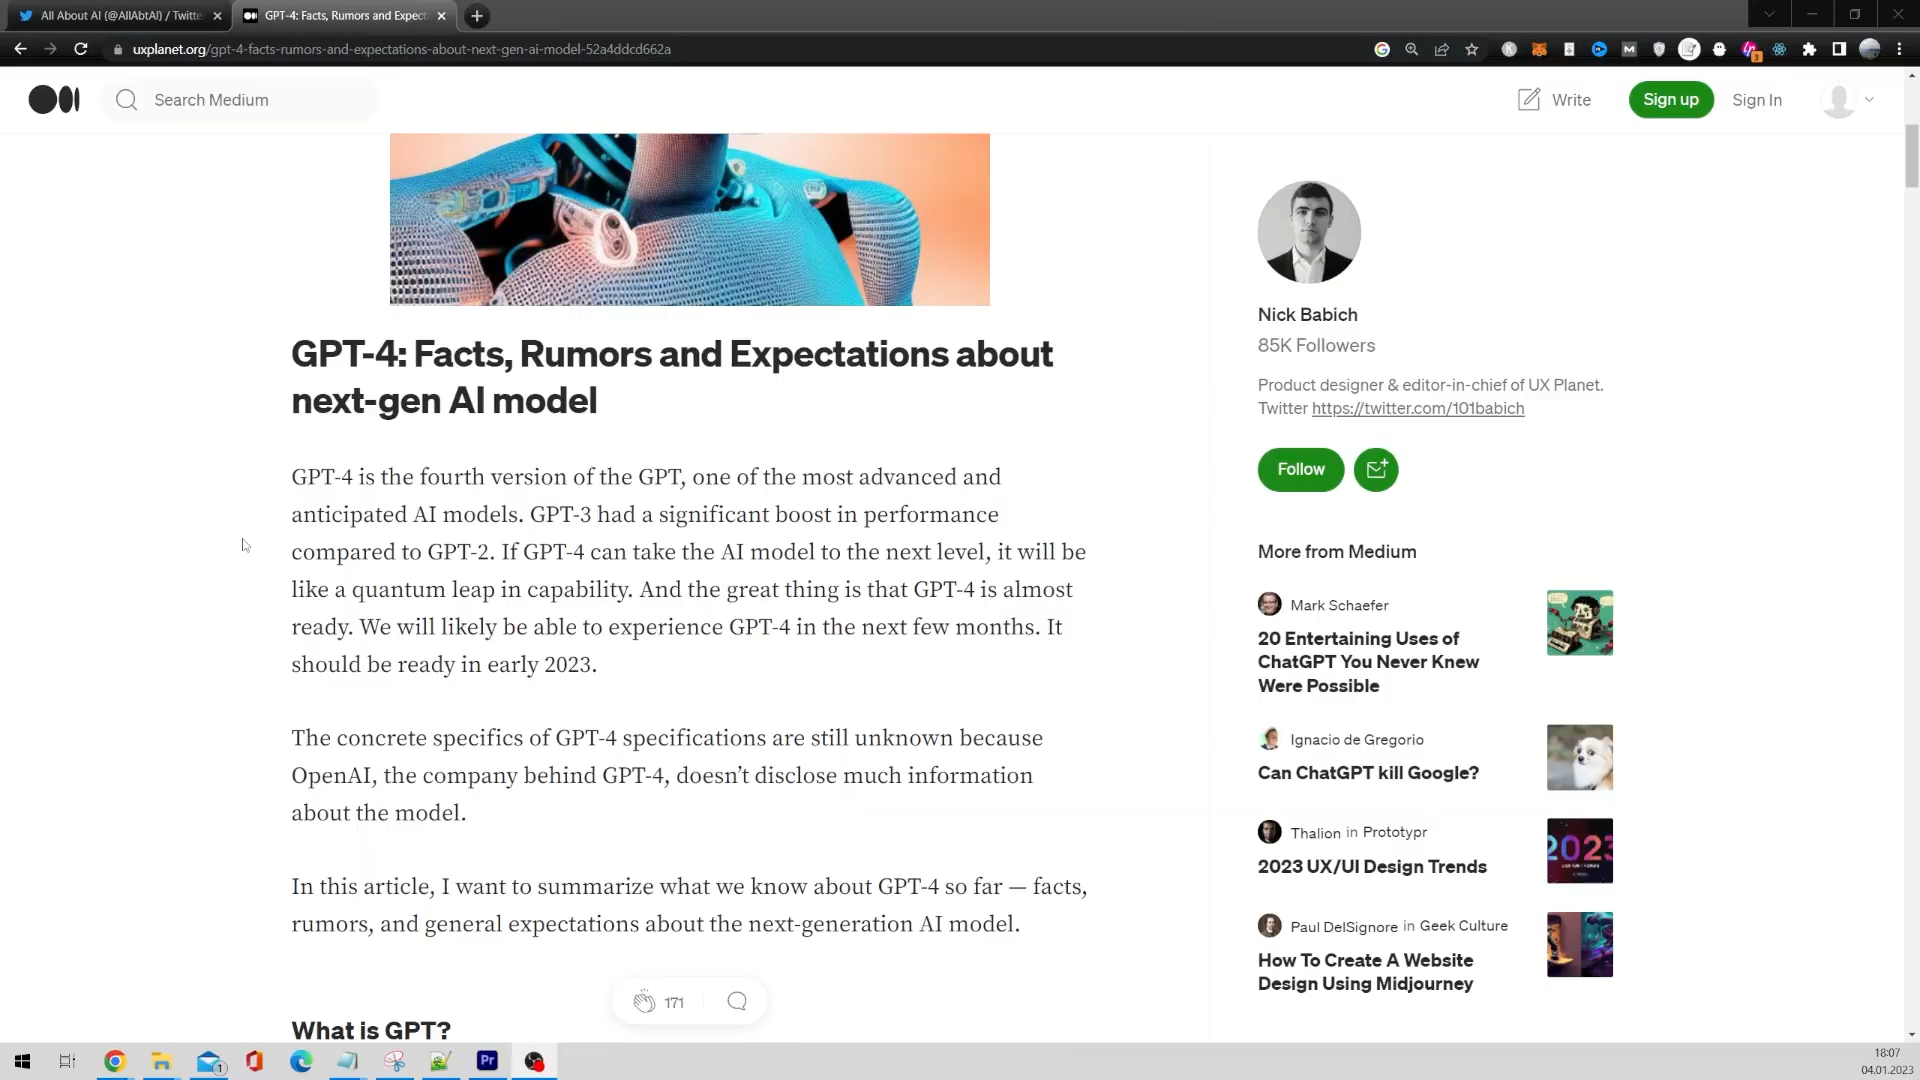 All About AI (@AllAbtAI) / Twitte
GPT-4: Facts, Rumors and Expect
uxplanet.org/gpt-4-facts-rumors-and-expectations-about-next-gen-ai-model-52a4ddcd662a
Search Medium
Write
Sign up
Sign In
GPT-4: Facts, Rumors and Expectations about
next-gen AI model
GPT-4 is the fourth version of the GPT, one of the most advanced and
anticipated AI models. GPT-3 had a significant boost in performance
compared to GPT-2. If GPT-4 can take the AI model to the next level, it will be
like a quantum leap in capability. And the great thing is that GPT-4 is almost
ready. We will likely be able to experience GPT-4 in the next few months. It
should be ready in early 2023.
The concrete specifics of GPT-4 specifications are still unknown because
OpenAI, the company behind GPT-4, doesn’t disclose much information
about the model.
In this article, I want to summarize what we know about GPT-4 so far — facts,
rumors, and general expectations about the next-generation AI model.
171
What is GPT?
Nick Babich
85K Followers
Product designer & editor-in-chief of UX Planet.
Twitter https://twitter.com/101babich
Follow
More from Medium
Mark Schaefer
20 Entertaining Uses of
ChatGPT You Never Knew
Were Possible
Ignacio de Gregorio
Can ChatGPT kill Google?
Thalion in Prototypr
2023 UX/UI Design Trends
2023
Paul DelSignore in Geek Culture
How To Create A Website
Design Using Midjourney
1
Pr
18:07
04.01.2023